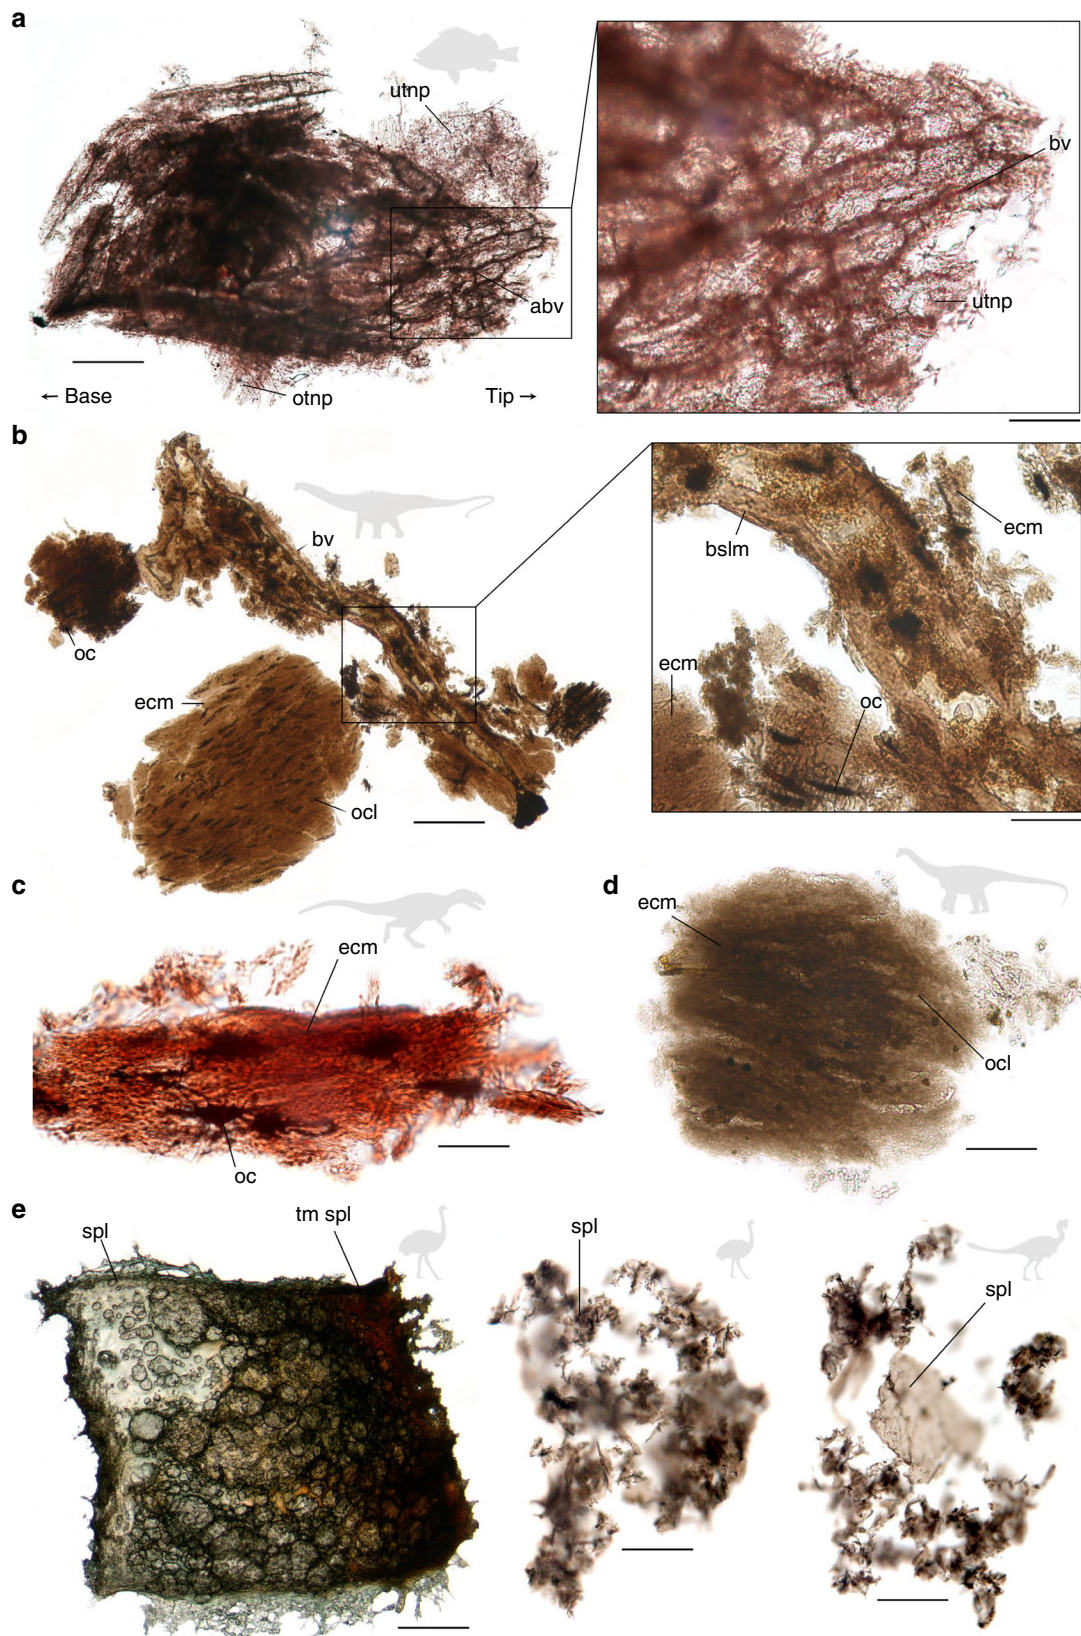 a
utnp
bv
abv
utnp
← Base
otnp
Tip →
b
bv
ecm
bslm
oc
ecm
ecm
oc
ocl
c
d
ecm
ecm
ocl
oc
e
spl
tm spl
spl
spl